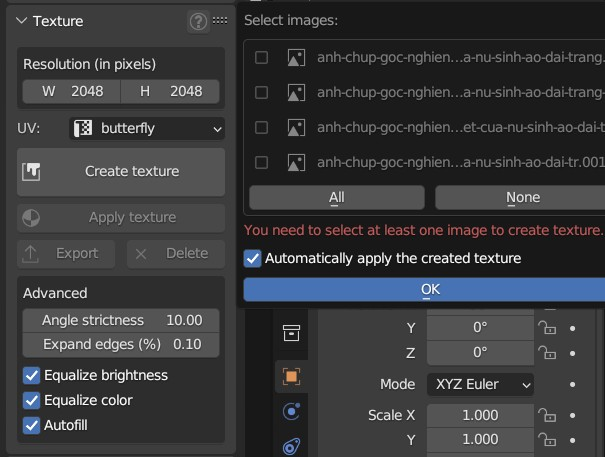 Texture
Resolution (in pixels)
W 2048 H 2048
UV: butterfly
Create texture
Apply texture
Export Delete
Advanced
Angle strictness 10.00
Expand edges (%) 0.10
Equalize brightness
Equalize color
Autofill
Select images:
anh-chup-goc-nghien...a-nu-sinh-ao-dai-trang.
anh-chup-goc-nghien...a-nu-sinh-ao-dai-trang-
anh-chup-goc-nghien...et-cua-nu-sinh-ao-dai-t
anh-chup-goc-nghien...a-nu-sinh-ao-dai-tr.001
All None
You need to select at least one image to create texture.
Automatically apply the created texture
OK
Y 0°
Z 0°
Mode XYZ Euler
Scale X 1.000
Y 1.000